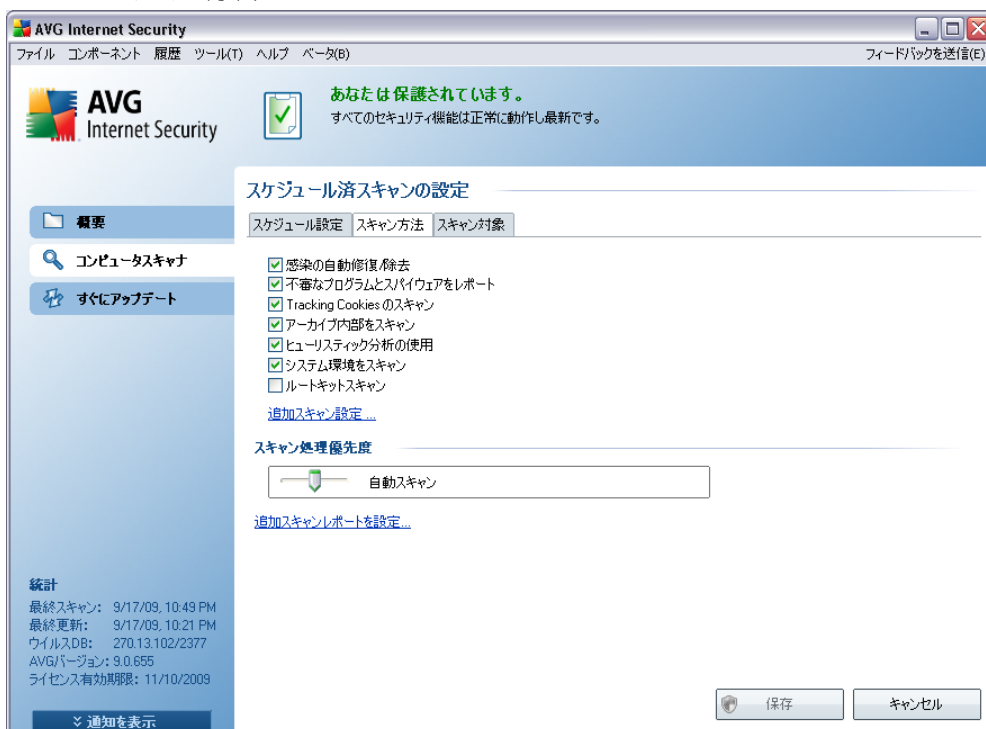 AVG Internet Security
ファイル コンポーネント 履歴 ツール(T) ヘルプ ベータ(B) フィードバックを送信(E)
AVG
Internet Security
あなたは保護されています。
すべてのセキュリティ機能は正常に動作し最新です。
スケジュール済スキャンの設定
概要
コンピュータスキャナ
すぐにアップデート
スケジュール設定 スキャン方法 スキャン対象
感染の自動修復/除去
不審なプログラムとスパイウェアをレポート
Tracking Cookies のスキャン
アーカイブ内部をスキャン
ヒューリスティック分析の使用
システム環境をスキャン
ルートキットスキャン
追加スキャン設定 ...
スキャン処理優先度
自動スキャン
追加スキャンレポートを設定...
統計
最終スキャン: 9/17/09, 10:49 PM
最終更新: 9/17/09, 10:21 PM
ウイルスDB: 270.13.102/2377
AVGバージョン: 9.0.655
ライセンス有効期限: 11/10/2009
通知を表示
保存 キャンセル